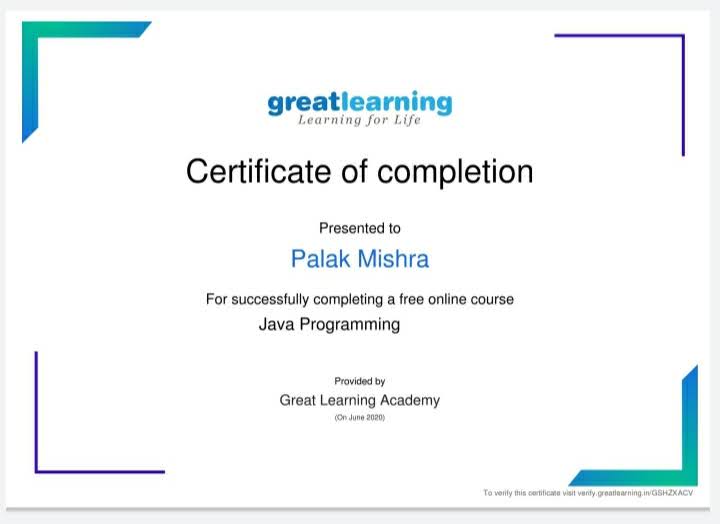 greatlearning
Learning for Life
Certificate of completion
Presented to
Palak Mishra
For successfully completing a free online course
Java Programming
Provided by
Great Learning Academy
(On June 2020)
To verify this certificate visit verify.greatlearning.in/GSHZXACV